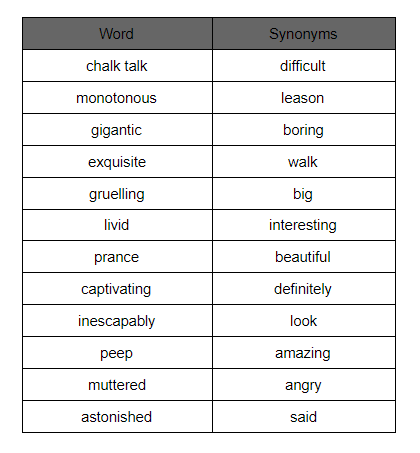 Word Synonyms
chalk talk difficult
monotonous leason
gigantic boring
exquisite walk
gruelling big
livid interesting
prance beautiful
captivating definitely
inescapably look
peep amazing
muttered angry
astonished said